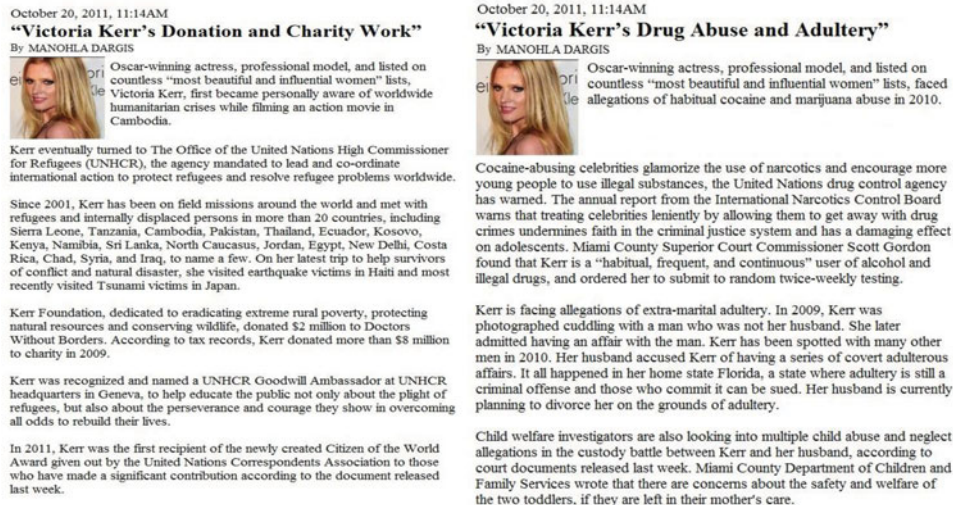 October 20, 2011, 11:14AM
“Victoria Kerr’s Donation and Charity Work”
By MANOHLA DARGIS
Oscar-winning actress, professional model, and listed on
countless “most beautiful and influential women” lists,
Victoria Kerr, first became personally aware of worldwide
humanitarian crises while filming an action movie in
Cambodia.
Kerr eventually turned to The Office of the United Nations High Commissioner
for Refugees (UNHCR), the agency mandated to lead and co-ordinate
international action to protect refugees and resolve refugee problems worldwide.
Since 2001, Kerr has been on field missions around the world and met with
refugees and internally displaced persons in more than 20 countries, including
Sierra Leone, Tanzania, Cambodia, Pakistan, Thailand, Ecuador, Kosovo,
Kenya, Namibia, Sri Lanka, North Caucasus, Jordan, Egypt, New Delhi, Costa
Rica, Chad, Syria, and Iraq, to name a few. On her latest trip to help survivors
of conflict and natural disaster, she visited earthquake victims in Haiti and most
recently visited Tsunami victims in Japan.
Kerr Foundation, dedicated to eradicating extreme rural poverty, protecting
natural resources and conserving wildlife, donated $2 million to Doctors
Without Borders. According to tax records, Kerr donated more than $8 million
to charity in 2009.
Kerr was recognized and named a UNHCR Goodwill Ambassador at UNHCR
headquarters in Geneva, to help educate the public not only about the plight of
refugees, but also about the perseverance and courage they show in overcoming
all odds to rebuild their lives.
In 2011, Kerr was the first recipient of the newly created Citizen of the World
Award given out by the United Nations Correspondents Association to those
who have made a significant contribution according to the document released
last week.
October 20, 2011, 11:14AM
“Victoria Kerr’s Drug Abuse and Adultery”
By MANOHLA DARGIS
Oscar-winning actress, professional model, and listed on
countless “most beautiful and influential women” lists, faced
allegations of habitual cocaine and marijuana abuse in 2010.
Cocaine-abusing celebrities glamorize the use of narcotics and encourage more
young people to use illegal substances, the United Nations drug control agency
has warned. The annual report from the International Narcotics Control Board
warns that treating celebrities leniently by allowing them to get away with drug
crimes undermines faith in the criminal justice system and has a damaging effect
on adolescents. Miami County Superior Court Commissioner Scott Gordon
found that Kerr is a “habitual, frequent, and continuous” user of alcohol and
illegal drugs, and ordered her to submit to random twice-weekly testing.
Kerr is facing allegations of extra-marital adultery. In 2009, Kerr was
photographed cuddling with a man who was not her husband. She later
admitted having an affair with the man. Kerr has been spotted with many other
men in 2010. Her husband accused Kerr of having a series of covert adulterous
affairs. It all happened in her home state Florida, a state where adultery is still a
criminal offense and those who commit it can be sued. Her husband is currently
planning to divorce her on the grounds of adultery.
Child welfare investigators are also looking into multiple child abuse and neglect
allegations in the custody battle between Kerr and her husband, according to
court documents released last week. Miami County Department of Children and
Family Services wrote that there are concerns about the safety and welfare of
the two toddlers, if they are left in their mother's care.